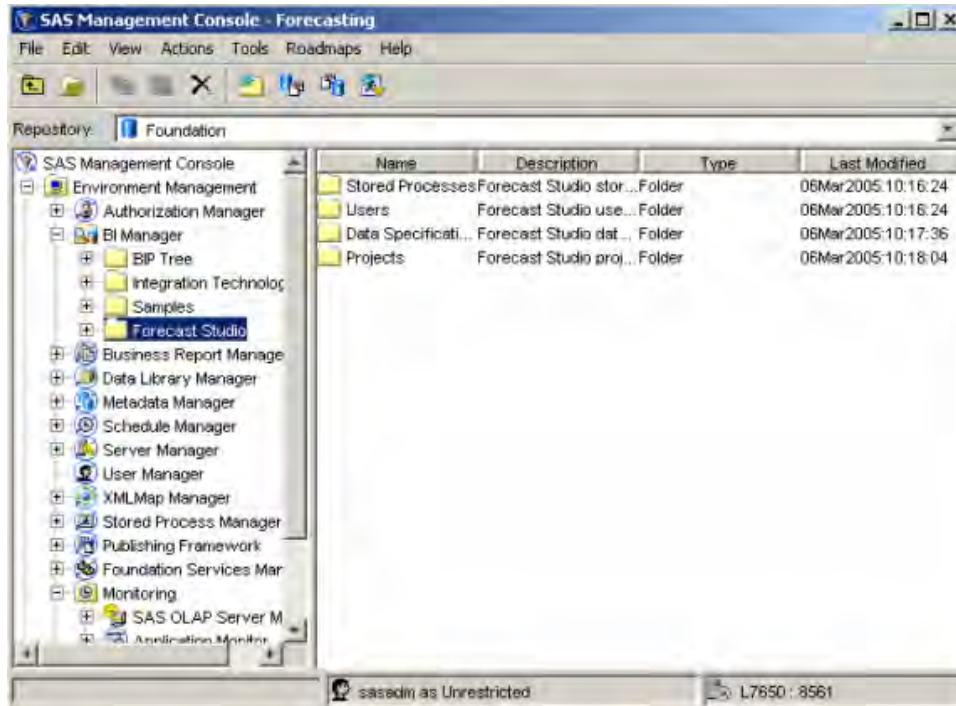 SAS Management Console - Forecasting
File Edit View Actions Tools Roadmaps Help
Repository: Foundation
SAS Management Console
Environment Management
Authorization Manager
BI Manager
BIP Tree
Integration Technolog
Samples
Forecast Studio
Business Report Manage
Data Library Manager
Metadata Manager
Schedule Manager
Server Manager
User Manager
XMLMap Manager
Stored Process Manager
Publishing Framework
Foundation Services Mar
Monitoring
SAS OLAP Server M
Application Monitor
Name Description Type Last Modified
Stored Processes Forecast Studio stor... Folder 06Mar2005:10:16:24
Users Forecast Studio use... Folder 06Mar2005:10:16:24
Data Specificati... Forecast Studio dat... Folder 06Mar2005:10:17:36
Projects Forecast Studio proj... Folder 06Mar2005:10:18:04
sasadm as Unrestricted
L7650 : 8561